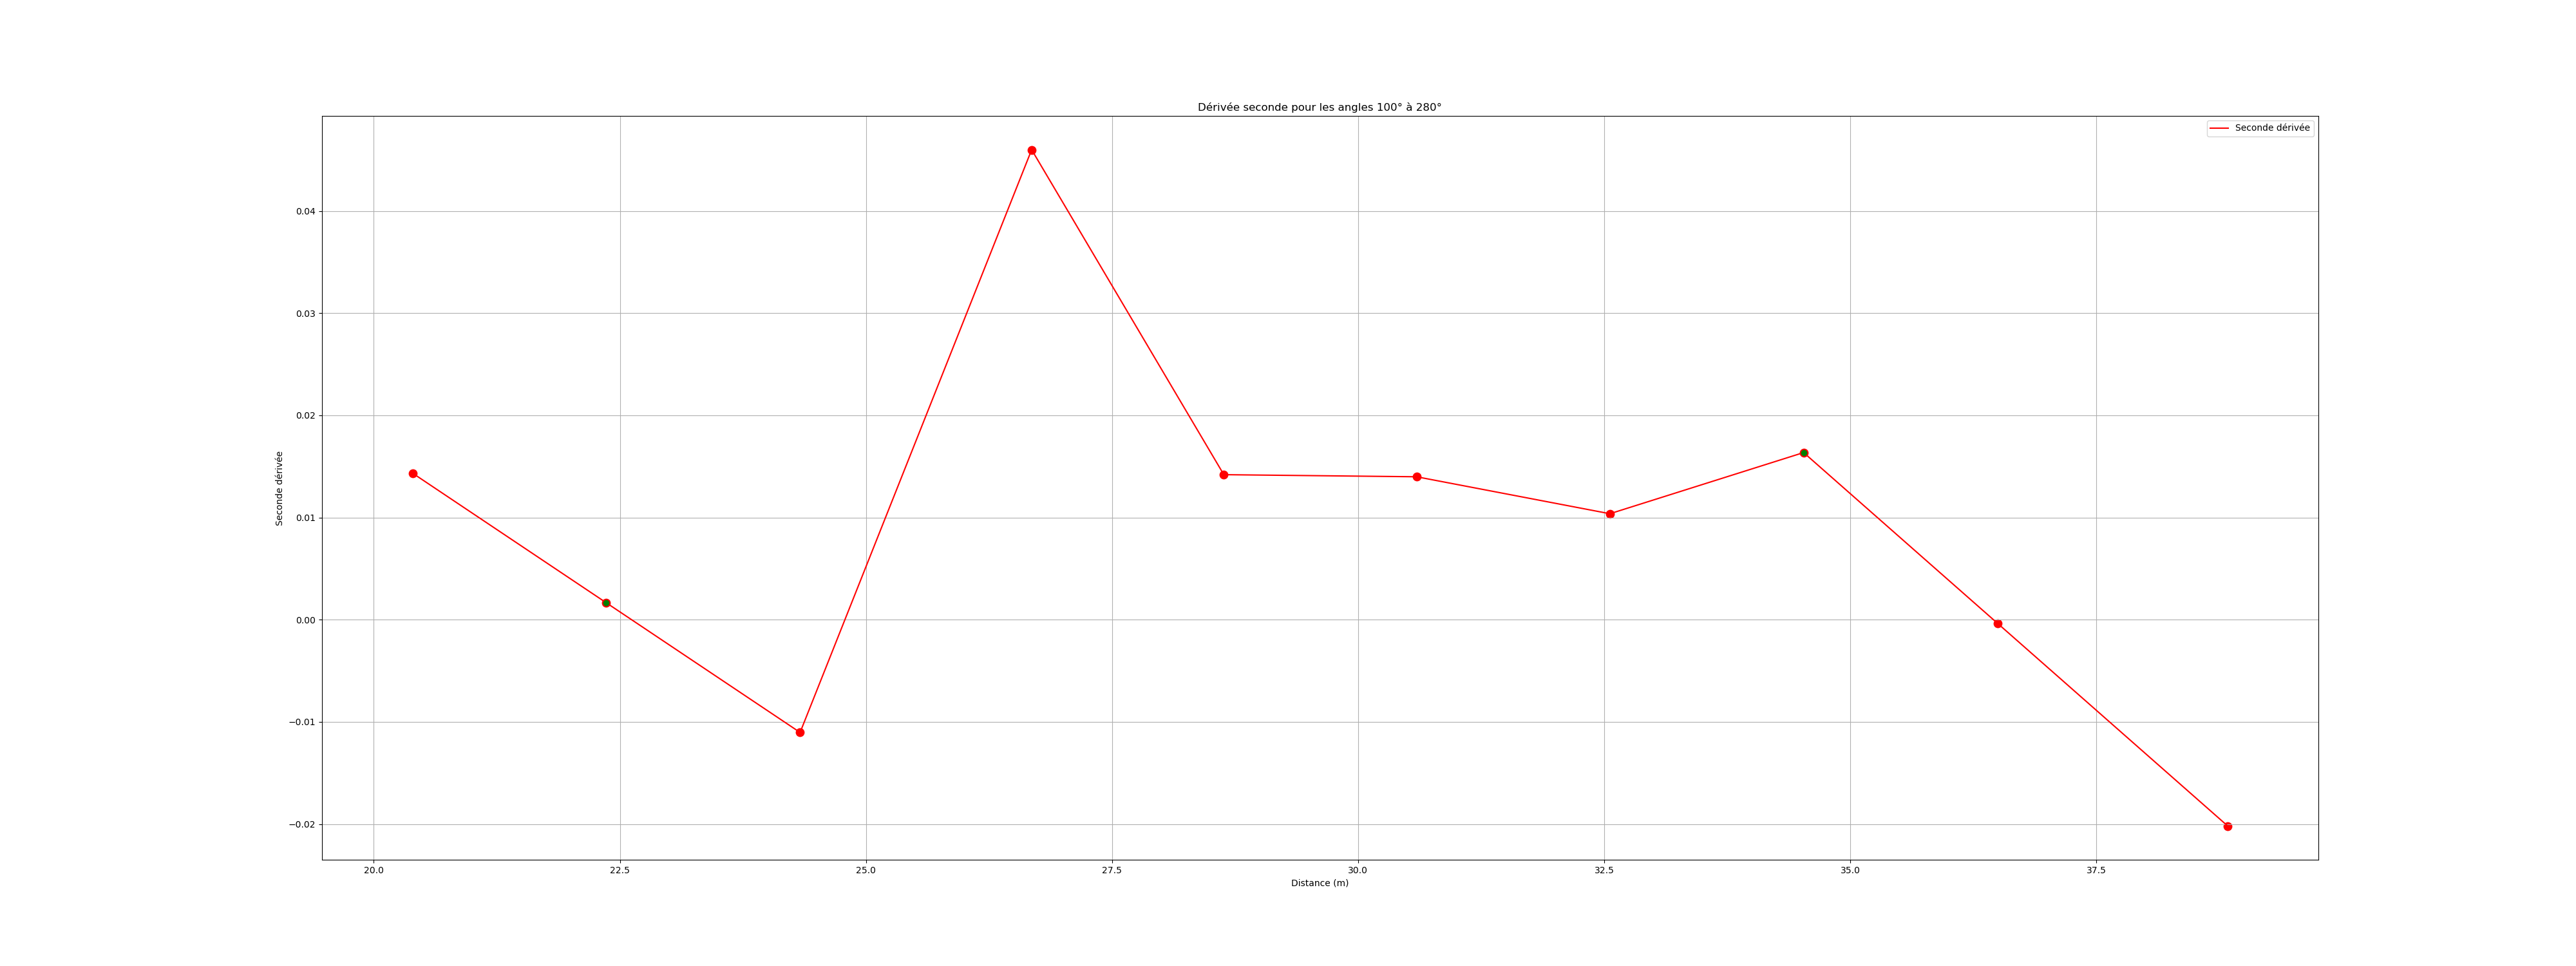 Dérivée seconde pour les angles 100° à 280°
Seconde dérivée
0.04
0.03
0.02
0.01
0.00
−0.01
−0.02
Seconde dérivée
20.0 22.5 25.0 27.5 30.0 32.5 35.0 37.5
Distance (m)